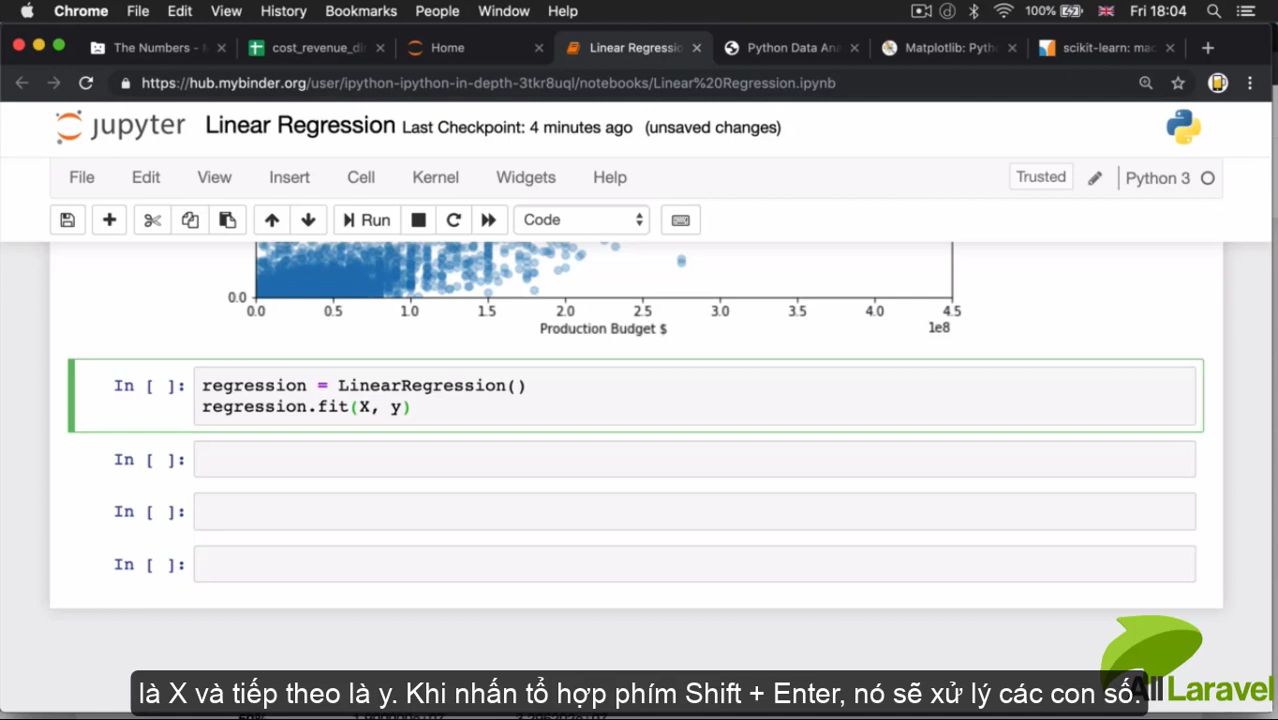 Chrome File Edit View History Bookmarks People Window Help 100% Fri 18:04
The Numbers - cost_revenue_di Home Linear Regressio Python Data Ana Matplotlib: Pyth scikit-learn: mac
https://hub.mybinder.org/user/ipython-ipython-in-depth-3tkr8uql/notebooks/Linear%20Regression.ipynb
jupyter Linear Regression Last Checkpoint: 4 minutes ago (unsaved changes)
File Edit View Insert Cell Kernel Widgets Help Trusted Python 3
Run Code
0.0
0.0 0.5 1.0 1.5 2.0 2.5 3.0 3.5 4.0 4.5
Production Budget $ 1e8
In [ ]: regression = LinearRegression()
regression.fit(X, y)
In [ ]:
In [ ]:
In [ ]:
là X và tiếp theo là y. Khi nhấn tổ hợp phím Shift + Enter, nó sẽ xử lý các con số.
All Laravel